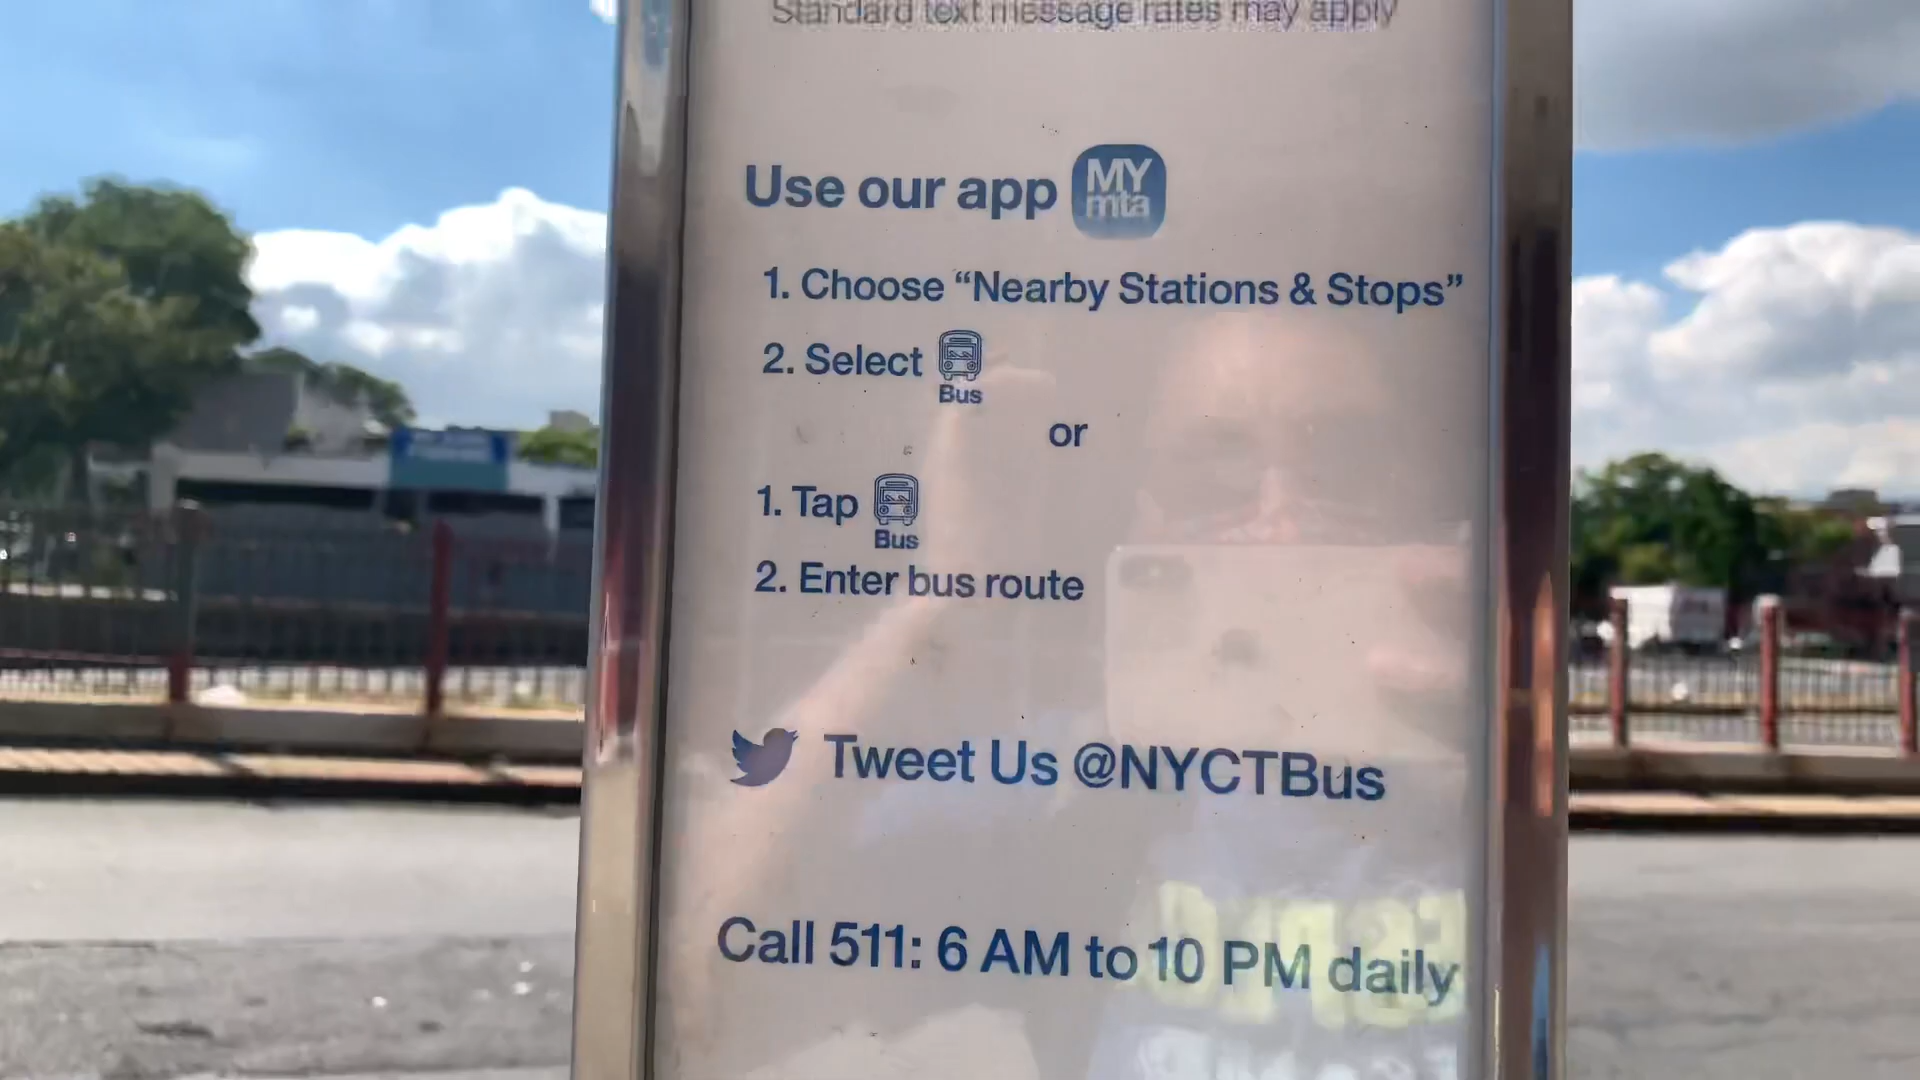 Standard text message rates may apply
Use our app MY mta
1. Choose “Nearby Stations & Stops”
2. Select
Bus
or
1. Tap
Bus
2. Enter bus route
Tweet Us @NYCTBus
Call 511: 6 AM to 10 PM daily